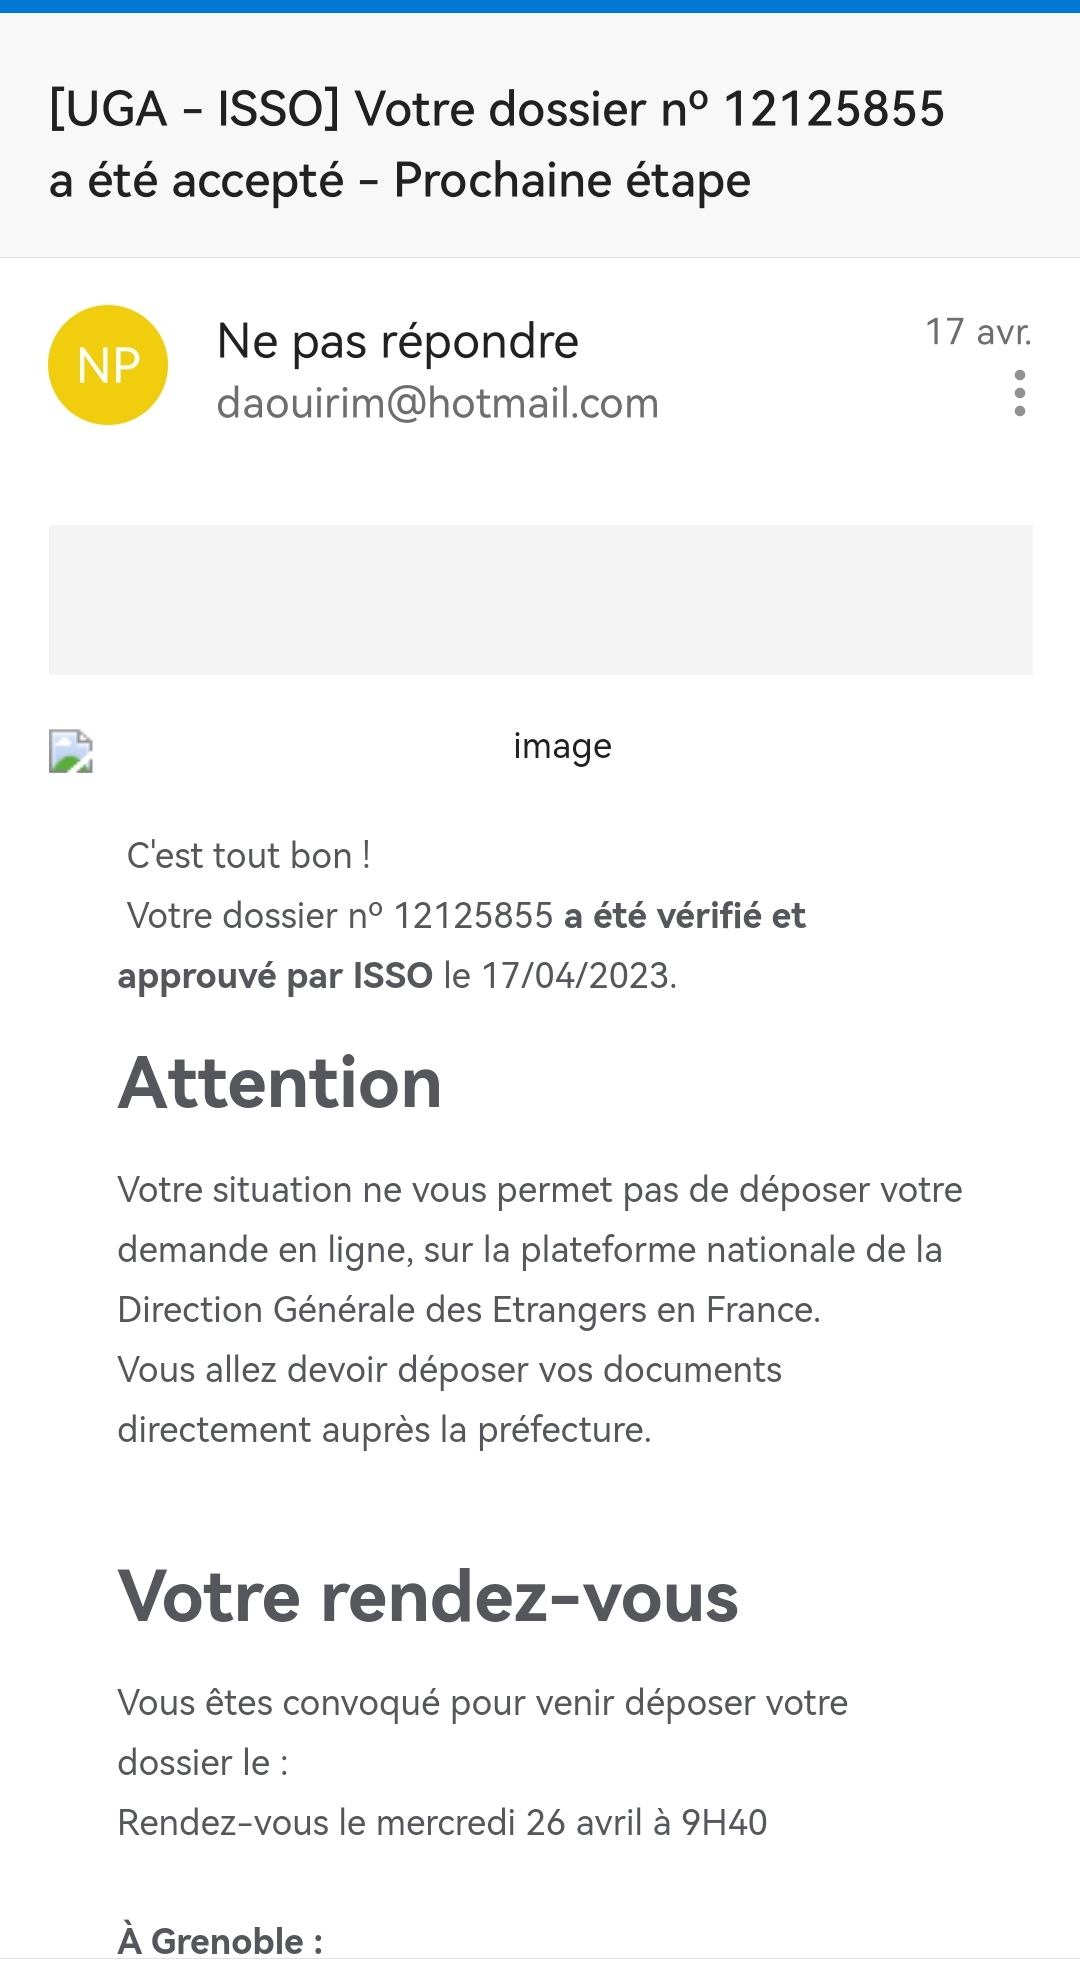 [UGA - ISSO] Votre dossier nº 12125855
a été accepté - Prochaine étape
NP
Ne pas répondre
17 avr.
daouirim@hotmail.com
image
C'est tout bon !
Votre dossier nº 12125855 a été vérifié et
approuvé par ISSO le 17/04/2023.
Attention
Votre situation ne vous permet pas de déposer votre
demande en ligne, sur la plateforme nationale de la
Direction Générale des Etrangers en France.
Vous allez devoir déposer vos documents
directement auprès la préfecture.
Votre rendez-vous
Vous êtes convoqué pour venir déposer votre
dossier le :
Rendez-vous le mercredi 26 avril à 9H40
À Grenoble :